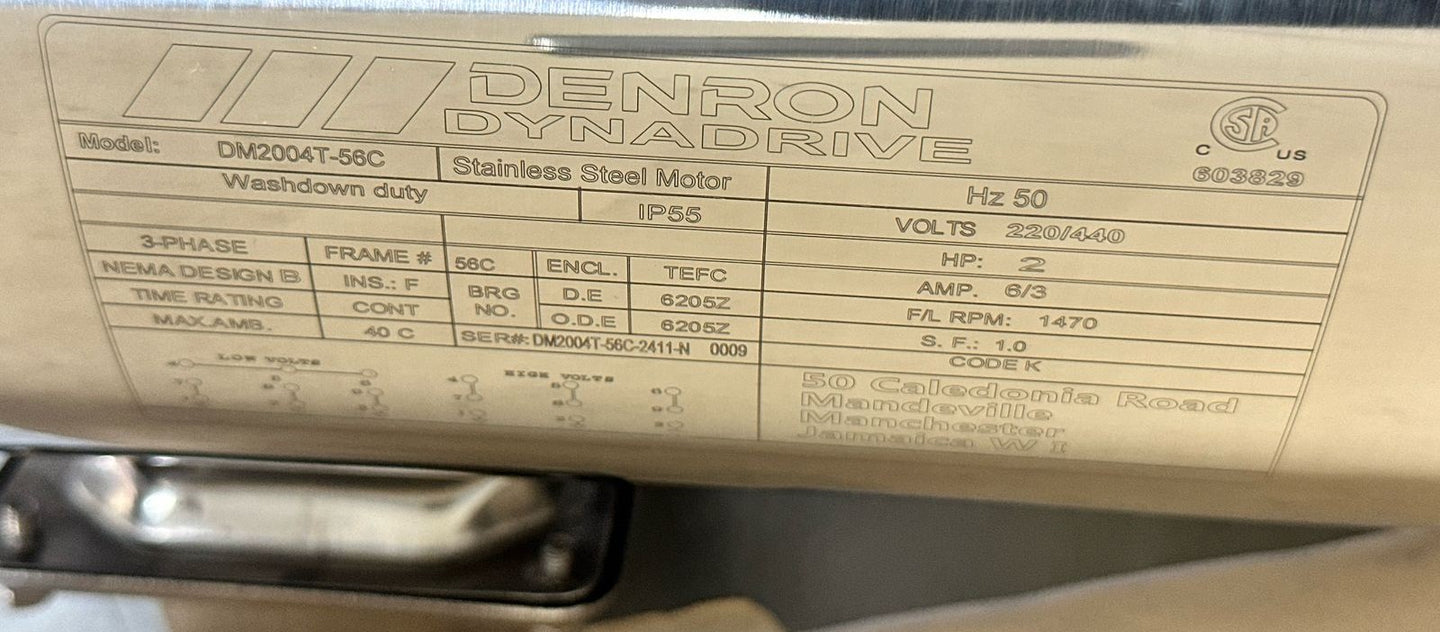 DENRON
DYNADRIVE
CSA
C US
603829
Model: DM2004T-56C Stainless Steel Motor Hz 50
Washdown duty IP55 VOLTS 220/440
3-PHASE FRAME # 56C ENCL. TEFC HP: 2
NEMA DESIGN B INS.: F BRG NO. D.E 6205Z AMP. 6/3
TIME RATING CONT O.D.E 6205Z F/L RPM: 1470
MAX.AMB. 40 C SER#: DM2004T-56C-2411-N 0009 S. F.: 1.0
CODE K
LOW VOLTS HIGH VOLTS
50 Caledonia Road
Mandeville
Manchester
Jamaica W I